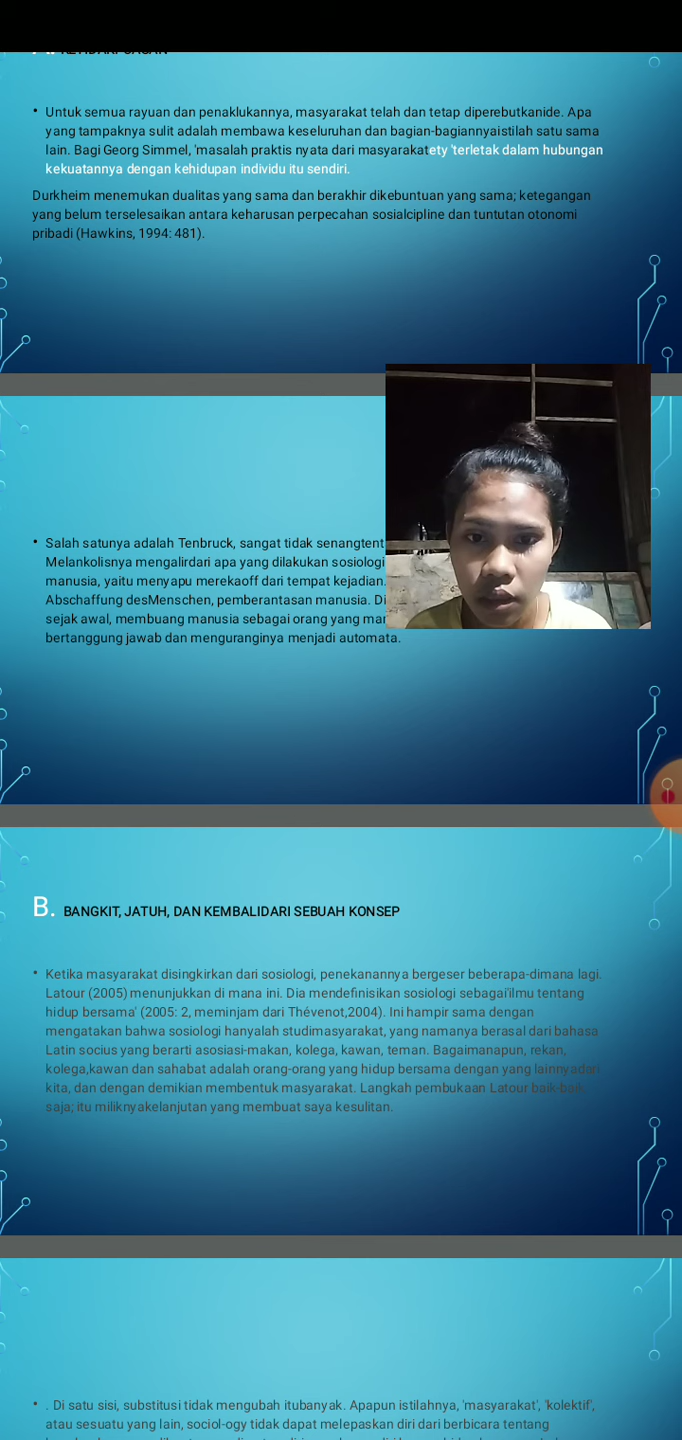 Untuk semua rayuan dan penaklukannya, masyarakat telah dan tetap diperebutkanide. Apa
yang tampaknya sulit adalah membawa keseluruhan dan bagian-bagiannyaistilah satu sama
lain. Bagi Georg Simmel, 'masalah praktis nyata dari masyarakatety 'terletak dalam hubungan
kekuatannya dengan kehidupan individu itu sendiri.
Durkheim menemukan dualitas yang sama dan berakhir dikebuntuan yang sama; ketegangan
yang belum terselesaikan antara keharusan perpecahan sosialcipline dan tuntutan otonomi
pribadi (Hawkins, 1994: 481).
Salah satunya adalah Tenbruck, sangat tidak senangtent
Melankolisnya mengalirdari apa yang dilakukan sosiologi
manusia, yaitu menyapu merekaoff dari tempat kejadian.
Abschaffung desMenschen, pemberantasan manusia. Di
sejak awal, membuang manusia sebagai orang yang
bertanggung jawab dan menguranginya menjadi automata.
B. BANGKIT, JATUH, DAN KEMBALIDARI SEBUAH KONSEP
Ketika masyarakat disingkirkan dari sosiologi, penekanannya bergeser beberapa-dimana lagi.
Latour (2005) menunjukkan di mana ini. Dia mendefinisikan sosiologi sebagai'ilmu tentang
hidup bersama' (2005: 2, meminjam dari Thévenot,2004). Ini hampir sama dengan
mengatakan bahwa sosiologi hanyalah studimasyarakat, yang namanya berasal dari bahasa
Latin socius yang berarti asosiasi-makan, kolega, kawan, teman. Bagaimanapun, rekan,
kolega,kawan dan sahabat adalah orang-orang yang hidup bersama dengan yang lainnyadari
kita, dan dengan demikian membentuk masyarakat. Langkah pembukaan Latour baik-baik
saja; itu miliknyakelanjutan yang membuat saya kesulitan.
. Di satu sisi, substitusi tidak mengubah itubanyak. Apapun istilahnya, 'masyarakat', 'kolektif',
atau sesuatu yang lain, sociol-ogy tidak dapat melepaskan diri dari berbicara tentang